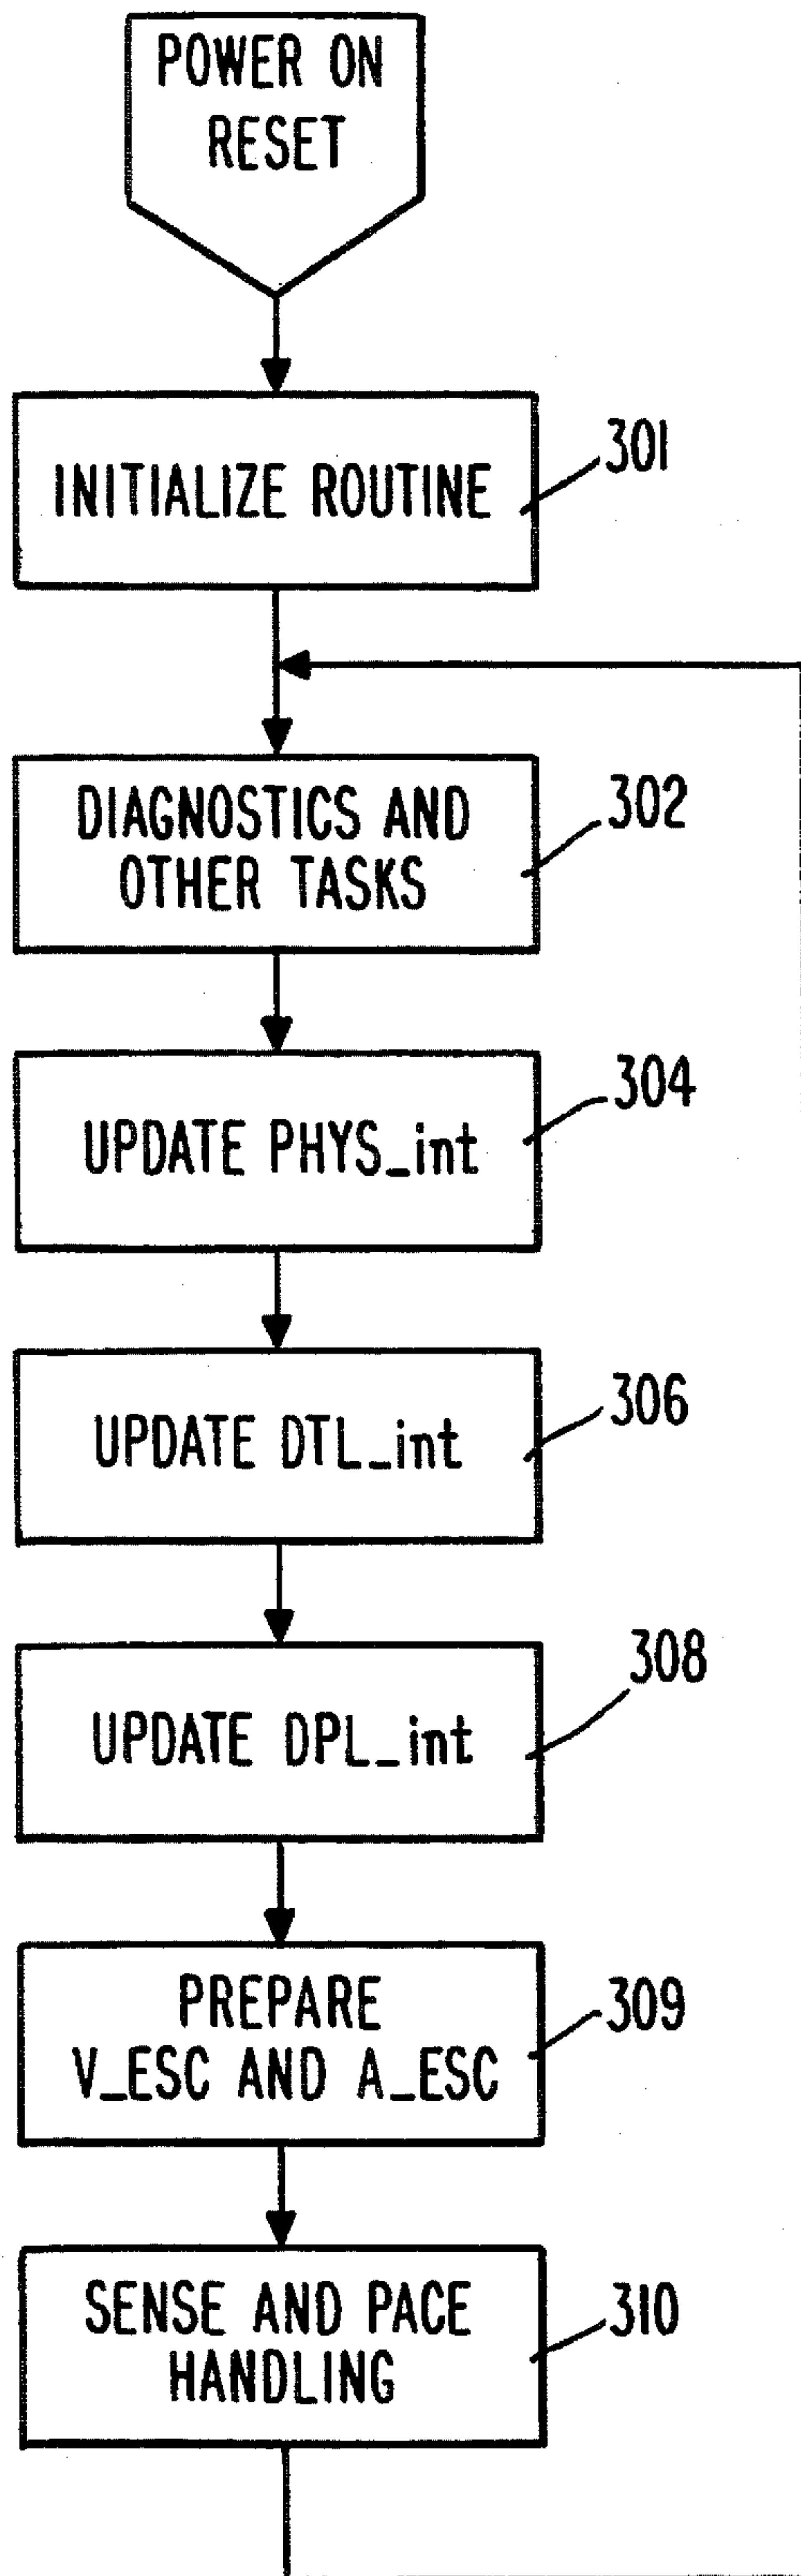 POWER ON
RESET
INITIALIZE ROUTINE
301
DIAGNOSTICS AND
OTHER TASKS
302
UPDATE PHYS_int
304
UPDATE DTL_int
306
UPDATE DPL_int
308
PREPARE
V_ESC AND A_ESC
309
SENSE AND PACE
HANDLING
310